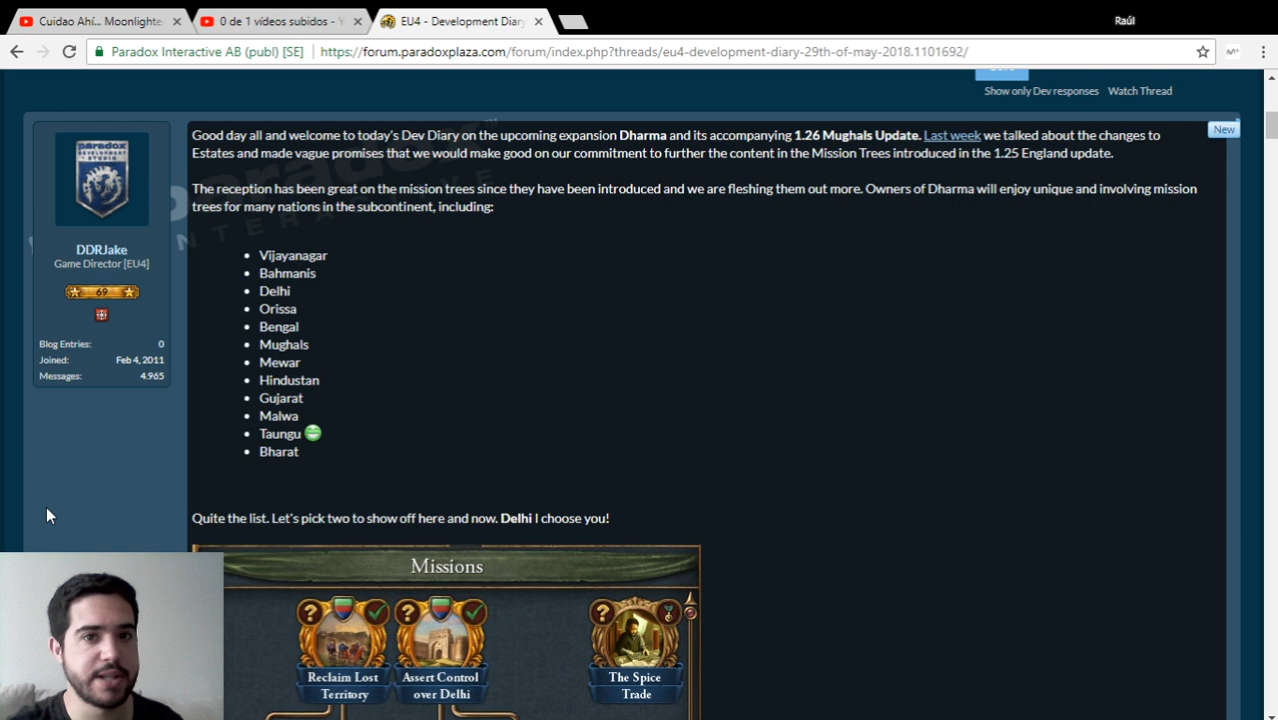 Cuidao Ahí... Moonlighte
0 de 1 vídeos subidos - Y
EU4 - Development Diary
Raúl
Paradox Interactive AB (publ) [SE]
https://forum.paradoxplaza.com/forum/index.php?threads/eu4-development-diary-29th-of-may-2018.1101692/
Show only Dev responses
Watch Thread
New
Good day all and welcome to today's Dev Diary on the upcoming expansion Dharma and its accompanying 1.26 Mughals Update. Last week we talked about the changes to
Estates and made vague promises that we would make good on our commitment to further the content in the Mission Trees introduced in the 1.25 England update.
The reception has been great on the mission trees since they have been introduced and we are fleshing them out more. Owners of Dharma will enjoy unique and involving mission
trees for many nations in the subcontinent, including:
paradox
DEVELOPMENT
STUDIO
DDRJake
Game Director [EU4]
69
Blog Entries: 0
Joined: Feb 4, 2011
Messages: 4.965
• Vijayanagar
• Bahmanis
• Delhi
• Orissa
• Bengal
• Mughals
• Mewar
• Hindustan
• Gujarat
• Malwa
• Taungu
• Bharat
Quite the list. Let's pick two to show off here and now. Delhi I choose you!
Missions
Reclaim Lost
Territory
Assert Control
over Delhi
The Spice
Trade